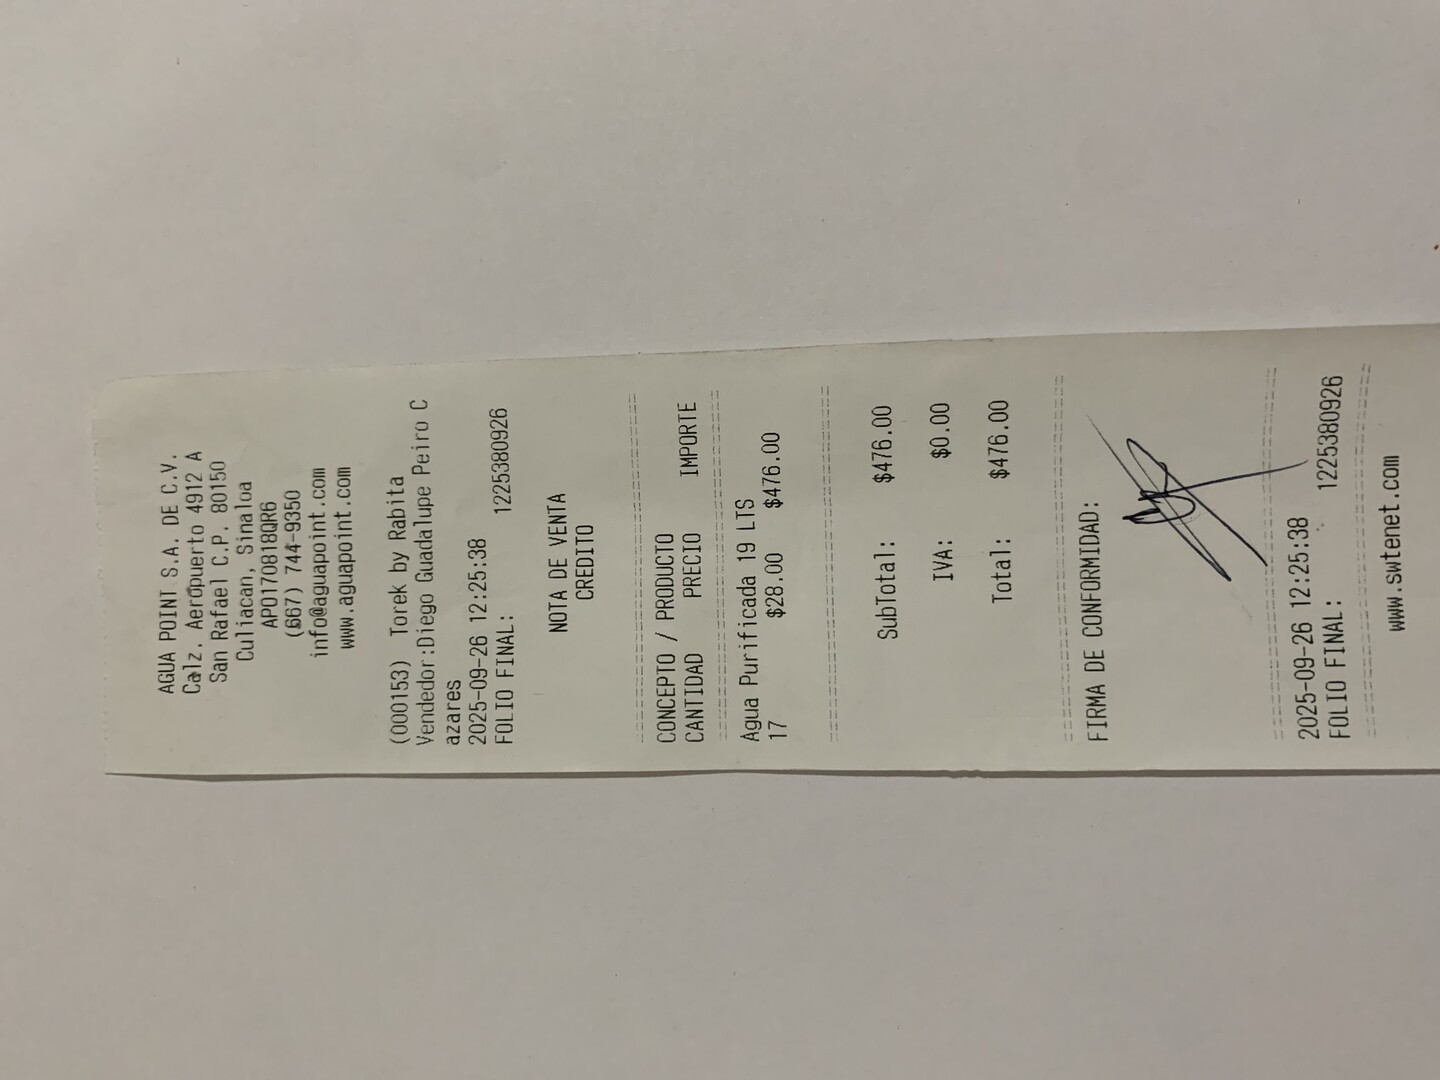 AGUA POINT S.A. DE C.V.
Calz, Aeropuerto 4912 A
San Rafael C.P. 80150
Culiacan, Sinaloa
APO170818QR6
(667) 744-9350
info@aguapoint.com
www.aguapoint.com
(000153) Torek by Rabita
Vendedor:Diego Guadalupe Peiro C
azares
2025-09-26 12:25:38
FOLIO FINAL: 1225380926
NOTA DE VENTA
CREDITO
CONCEPTO / PRODUCTO
CANTIDAD PRECIO IMPORTE
Agua Purificada 19 LTS
17 $28.00 $476.00
SubTotal: $476.00
IVA: $0.00
Total: $476.00
FIRMA DE CONFORMIDAD:
2025-09-26 12:25:38
FOLIO FINAL: 1225380926
www.swtenet.com